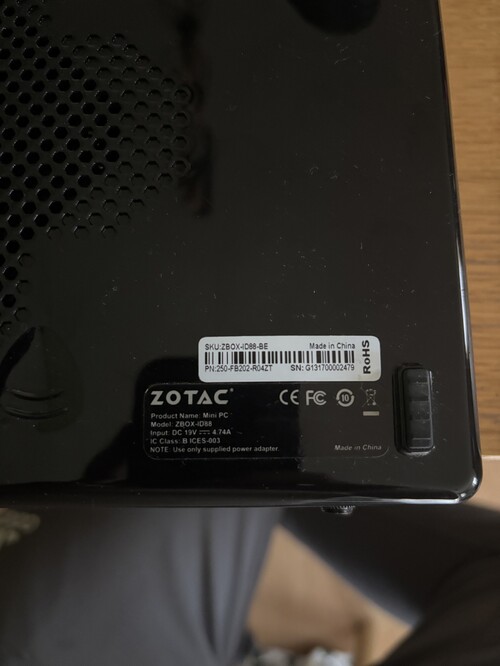 SKU:ZBOX-ID88-BE Made in China
PN:250-FB202-R04ZT SN: G131700002479
RoHS
ZOTAC®
CE FC 10
Product Name: Mini PC
Model: ZBOX-ID88
Input: DC 19V ⎓ 4.74A
IC Class: B ICES-003
NOTE: Use only supplied power adapter.
Made in China